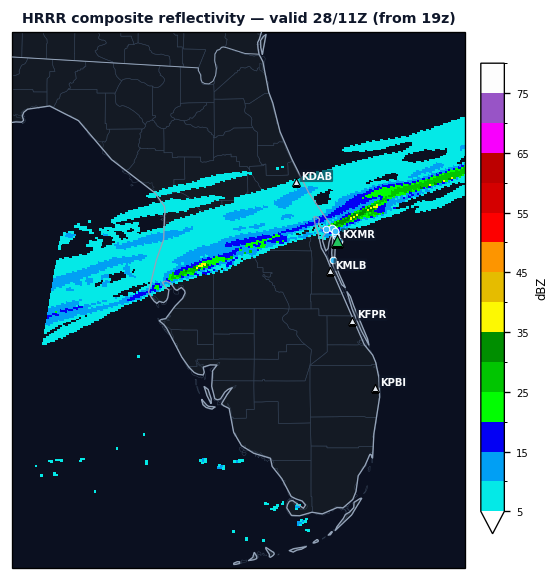 HRRR composite reflectivity — valid 28/11Z (from 19z)
KDAB
KXMR
KMLB
KFPR
KPBI
75
65
55
45
35
25
15
5
dBZ